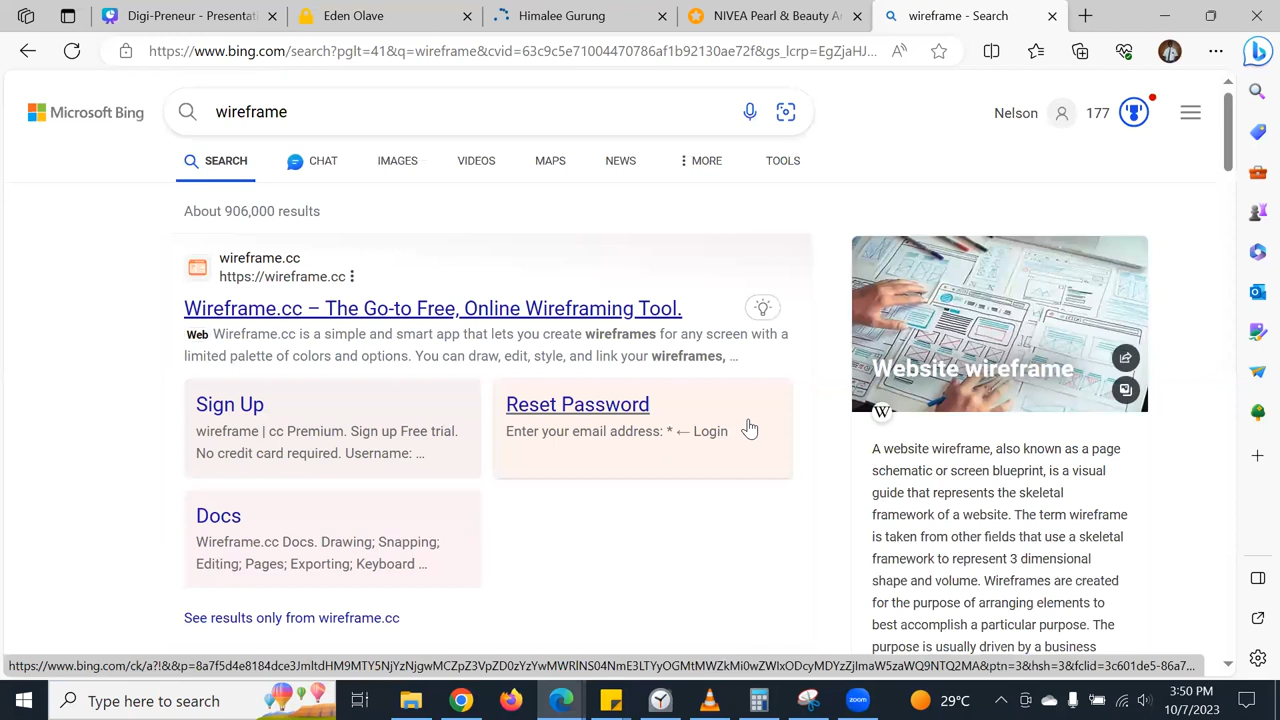 Digi-Preneur - Presentati
Eden Olave
Himalee Gurung
NIVEA Pearl & Beauty A
wireframe - Search
https://www.bing.com/search?pglt=41&q=wireframe&cvid=63c9c5e71004470786af1b92130ae72f&gs_lcrp=EgZjaHJ...
Microsoft Bing
wireframe
Nelson
177
SEARCH
CHAT
IMAGES
VIDEOS
MAPS
NEWS
MORE
TOOLS
About 906,000 results
wireframe.cc
https://wireframe.cc
Wireframe.cc – The Go-to Free, Online Wireframing Tool.
Web Wireframe.cc is a simple and smart app that lets you create wireframes for any screen with a
limited palette of colors and options. You can draw, edit, style, and link your wireframes, ...
Sign Up
wireframe | cc Premium. Sign up Free trial.
No credit card required. Username: ...
Reset Password
Enter your email address: * ← Login
Docs
Wireframe.cc Docs. Drawing; Snapping;
Editing; Pages; Exporting; Keyboard ...
See results only from wireframe.cc
Website wireframe
W
A website wireframe, also known as a page
schematic or screen blueprint, is a visual
guide that represents the skeletal
framework of a website. The term wireframe
is taken from other fields that use a skeletal
framework to represent 3 dimensional
shape and volume. Wireframes are created
for the purpose of arranging elements to
best accomplish a particular purpose. The
purpose is usually driven by a business
Type here to search
zoom
29°C
3:50 PM
10/7/2023